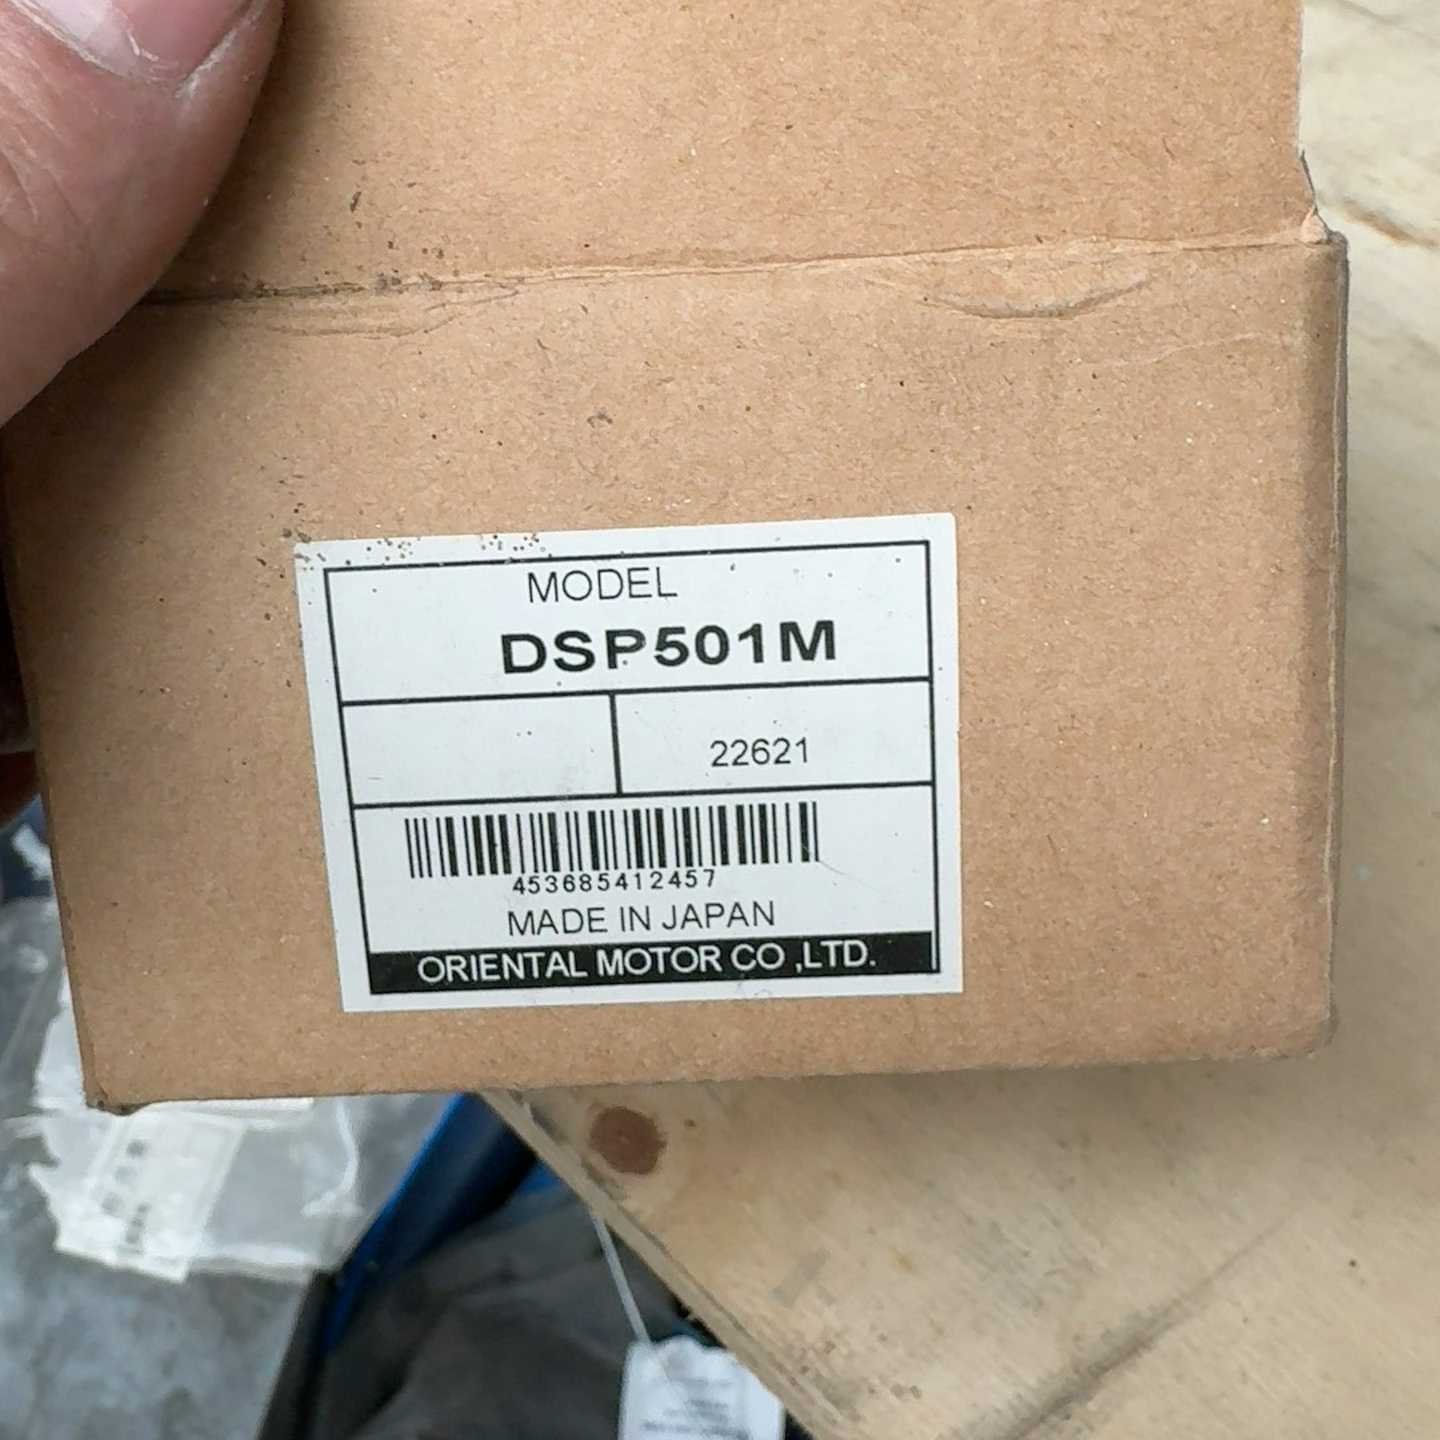 MODEL
DSP501M
22621
453685412457
MADE IN JAPAN
ORIENTAL MOTOR CO ,LTD.